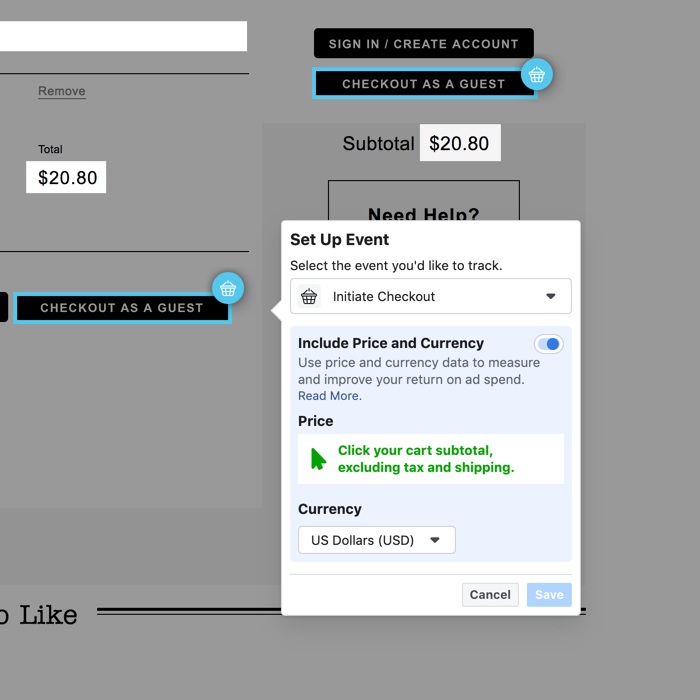 SIGN IN / CREATE ACCOUNT
CHECKOUT AS A GUEST
Remove
Total
$20.80
Subtotal $20.80
Need Help?
CHECKOUT AS A GUEST
Set Up Event
Select the event you'd like to track.
Initiate Checkout
Include Price and Currency
Use price and currency data to measure
and improve your return on ad spend.
Read More.
Price
Click your cart subtotal,
excluding tax and shipping.
Currency
US Dollars (USD)
Cancel
Save
o Like